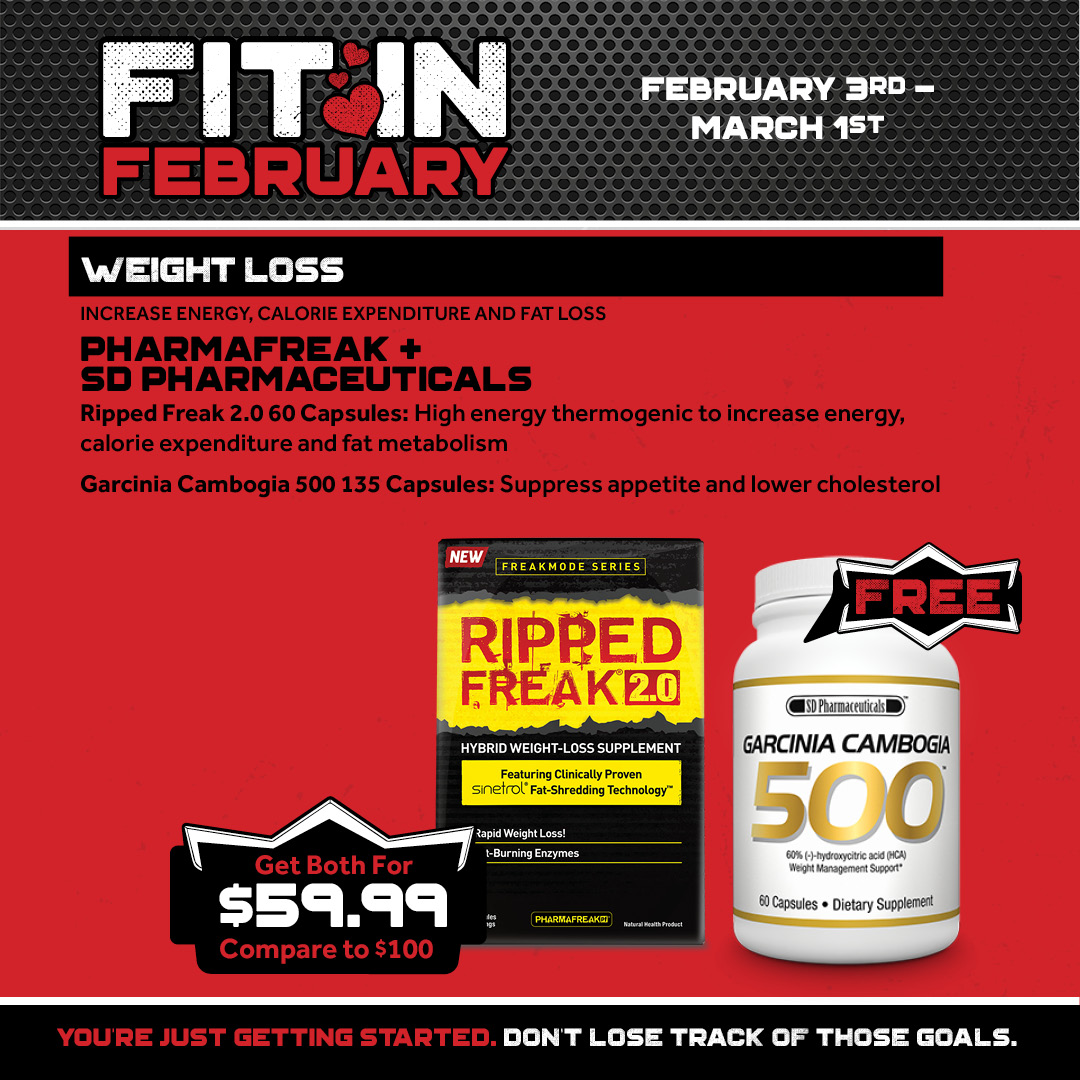 FIT IN
FEBRUARY
FEBRUARY 3RD –
MARCH 1ST
WEIGHT LOSS
INCREASE ENERGY, CALORIE EXPENDITURE AND FAT LOSS
PHARMAFREAK +
SD PHARMACEUTICALS
Ripped Freak 2.0 60 Capsules: High energy thermogenic to increase energy,
calorie expenditure and fat metabolism
Garcinia Cambogia 500 135 Capsules: Suppress appetite and lower cholesterol
NEW
FREAKMODE SERIES
RIPPED
FREAK® 2.0
HYBRID WEIGHT-LOSS SUPPLEMENT
Featuring Clinically Proven
sinetrol® Fat-Shredding Technology™
Rapid Weight Loss!
t-Burning Enzymes
PHARMAFREAK
Natural Health Product
FREE
SD Pharmaceuticals™
GARCINIA CAMBOGIA
500™
60% (-)-hydroxycitric acid (HCA)
Weight Management Support*
60 Capsules • Dietary Supplement
Get Both For
$59.99
Compare to $100
YOU'RE JUST GETTING STARTED. DON'T LOSE TRACK OF THOSE GOALS.